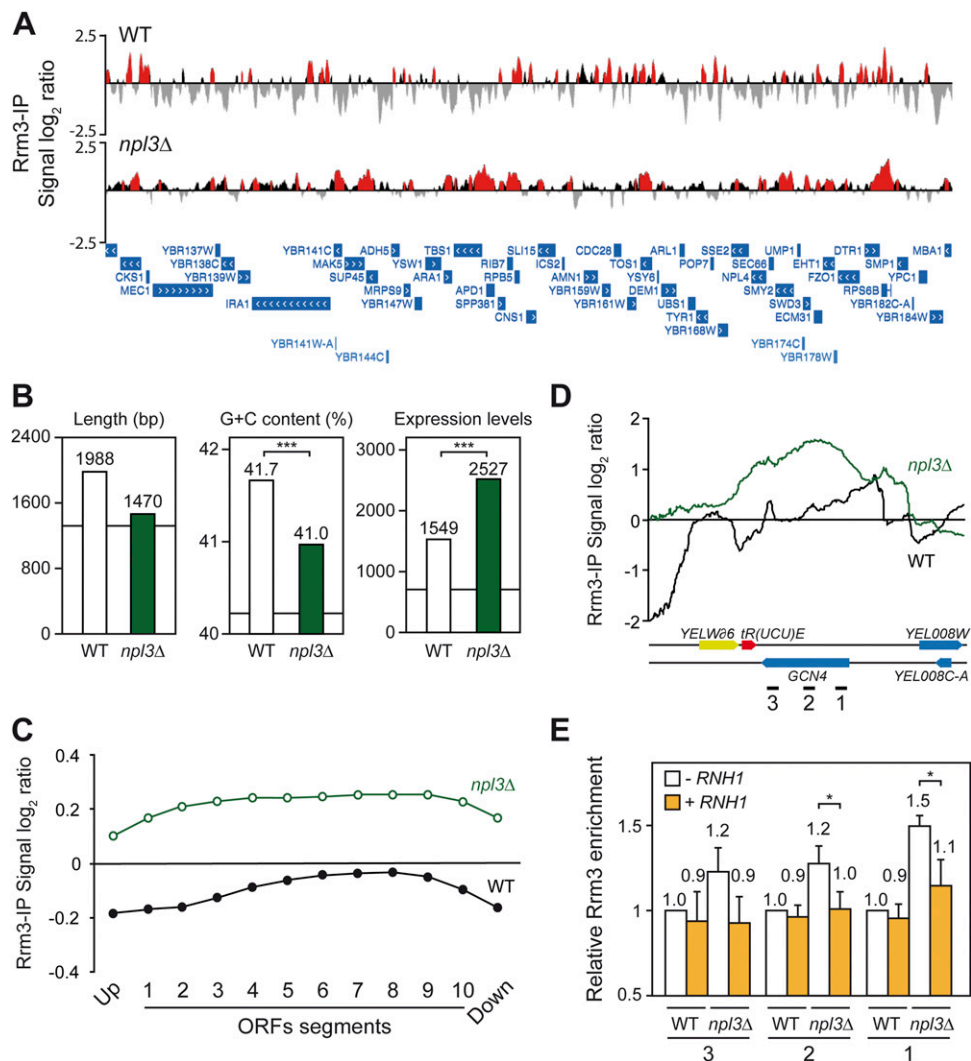 A
WT
2.5
-2.5
npl3Δ
2.5
-2.5
Rrm3-IP
Signal log2 ratio
YBR137W YBR141C ADH5 TBS1 SLI15 CDC28 ARL1 SSE2 UMP1 DTR1 MBA1
YBR138C MAK5 YSW1 RIB7 ICS2 TOS1 POP7 SEC66 EHT1 SMP1
CKS1 YBR139W SUP45 ARA1 RPB5 AMN1 YSY6 NPL4 FZO1 YPC1
MEC1 MRPS9 APD1 YBR159W DEM1 SMY2 RPS6B
IRA1 YBR147W SPP381 YBR161W UBS1 SWD3 YBR182C-A
CNS1 TYR1 ECM31 YBR184W
YBR168W
YBR141W-A YBR174C
YBR144C YBR178W
B
Length (bp)
2400
1600
800
0
1988
1470
WT npl3Δ
G+C content (%)
42
41
40
***
41.7
41.0
WT npl3Δ
Expression levels
3000
2000
1000
0
***
2527
1549
WT npl3Δ
C
Rrm3-IP Signal log2 ratio
0.4
0.2
0
-0.2
-0.4
npl3Δ
WT
Up 1 2 3 4 5 6 7 8 9 10 Down
ORFs segments
D
Rrm3-IP Signal log2 ratio
2
1
0
-1
-2
npl3Δ
WT
YELW∂6 tR(UCU)E YEL008W
GCN4 YEL008C-A
3 2 1
E
Relative Rrm3 enrichment
1.5
1
0.5
- RNH1
+ RNH1
*
*
1.0 0.9 1.2 0.9 1.0 0.9 1.2 1.0 1.0 0.9 1.5 1.1
WT npl3Δ WT npl3Δ WT npl3Δ
3 2 1